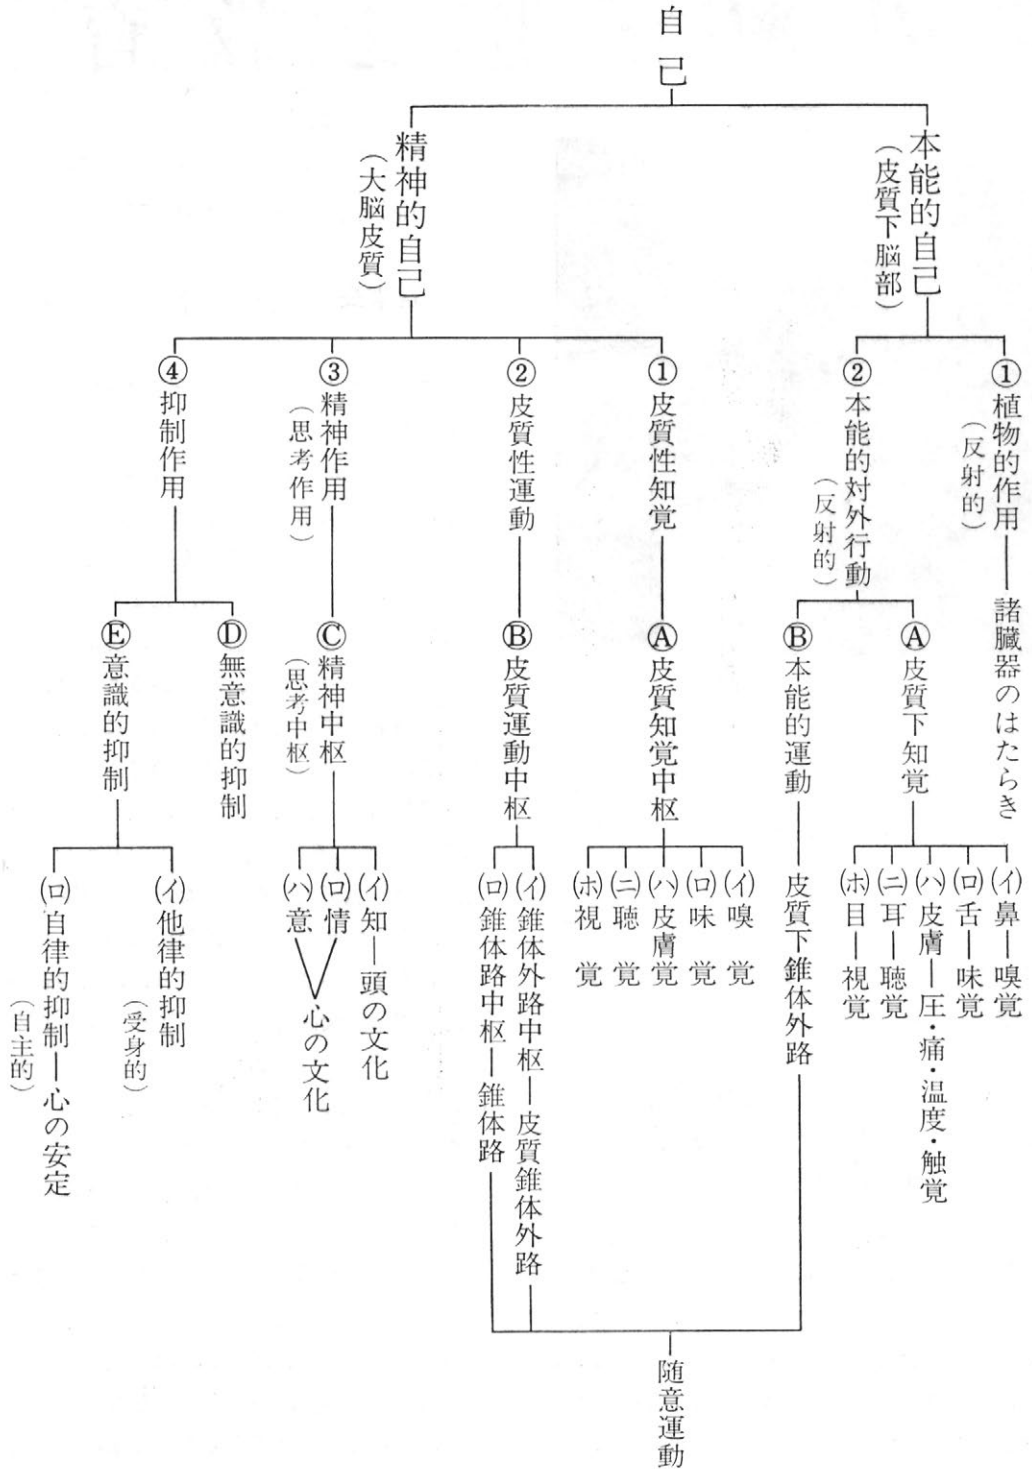 自己
本能的自己
（皮質下脳部）
精神的自己
（大脳皮質）
①植物的作用
（反射的）
諸臓器のはたらき
②本能的対外行動
（反射的）
Ⓐ皮質下知覚
(イ)鼻―嗅覚
(ロ)舌―味覚
(ハ)皮膚―圧・痛・温度・触覚
(ニ)耳―聴覚
(ホ)目―視覚
Ⓑ本能的運動
皮質下錐体外路
①皮質性知覚
Ⓐ皮質知覚中枢
(イ)嗅覚
(ロ)味覚
(ハ)皮膚覚
(ニ)聴覚
(ホ)視覚
②皮質性運動
Ⓑ皮質運動中枢
(イ)錐体外路中枢―皮質錐体外路
(ロ)錐体路中枢―錐体路
随意運動
③精神作用
（思考作用）
Ⓒ精神中枢
（思考中枢）
(イ)知―頭の文化
(ロ)情
(ハ)意
心の文化
④抑制作用
Ⓓ無意識的抑制
Ⓔ意識的抑制
(イ)他律的抑制
（受身的）
(ロ)自律的抑制―心の安定
（自主的）